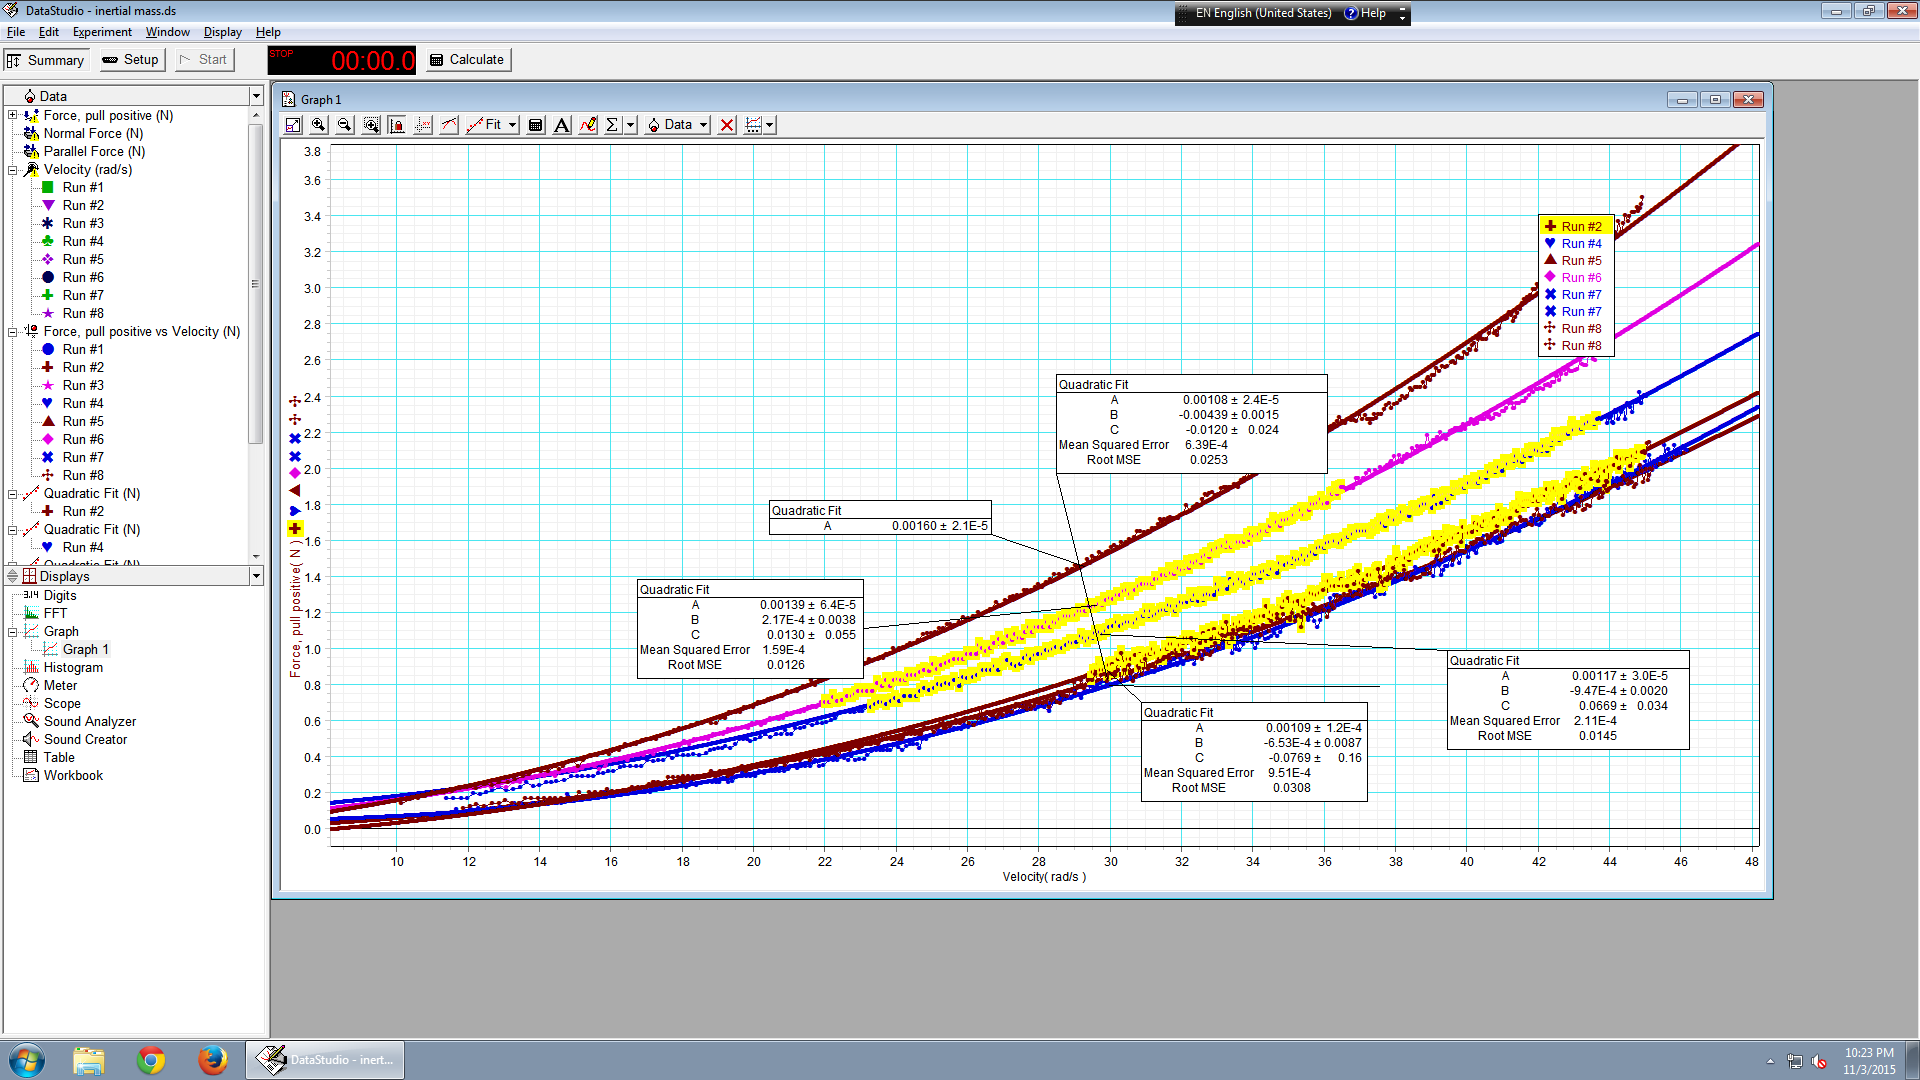 DataStudio - inertial mass.ds
EN English (United States) Help
File Edit Experiment Window Display Help
Summary Setup Start STOP 00:00.0 Calculate
Data
Force, pull positive (N)
Normal Force (N)
Parallel Force (N)
Velocity (rad/s)
Run #1
Run #2
Run #3
Run #4
Run #5
Run #6
Run #7
Run #8
Force, pull positive vs Velocity (N)
Run #1
Run #2
Run #3
Run #4
Run #5
Run #6
Run #7
Run #8
Quadratic Fit (N)
Run #2
Quadratic Fit (N)
Run #4
Quadratic Fit (N)
Displays
3.14 Digits
FFT
Graph
Graph 1
Histogram
Meter
Scope
Sound Analyzer
Sound Creator
Table
Workbook
Graph 1
Fit A Σ Data
3.8
3.6
3.4
3.2
3.0
2.8
2.6
2.4
2.2
2.0
1.8
1.6
1.4
1.2
1.0
0.8
0.6
0.4
0.2
0.0
Force, pull positive( N )
10 12 14 16 18 20 22 24 26 28 30 32 34 36 38 40 42 44 46 48
Velocity( rad/s )
Run #2
Run #4
Run #5
Run #6
Run #7
Run #7
Run #8
Run #8
Quadratic Fit
A 0.00108 ± 2.4E-5
B -0.00439 ± 0.0015
C -0.0120 ± 0.024
Mean Squared Error 6.39E-4
Root MSE 0.0253
Quadratic Fit
A 0.00160 ± 2.1E-5
Quadratic Fit
A 0.00139 ± 6.4E-5
B 2.17E-4 ± 0.0038
C 0.0130 ± 0.055
Mean Squared Error 1.59E-4
Root MSE 0.0126
Quadratic Fit
A 0.00117 ± 3.0E-5
B -9.47E-4 ± 0.0020
C 0.0669 ± 0.034
Mean Squared Error 2.11E-4
Root MSE 0.0145
Quadratic Fit
A 0.00109 ± 1.2E-4
B -6.53E-4 ± 0.0087
C -0.0769 ± 0.16
Mean Squared Error 9.51E-4
Root MSE 0.0308
DataStudio - inert...
10:23 PM
11/3/2015